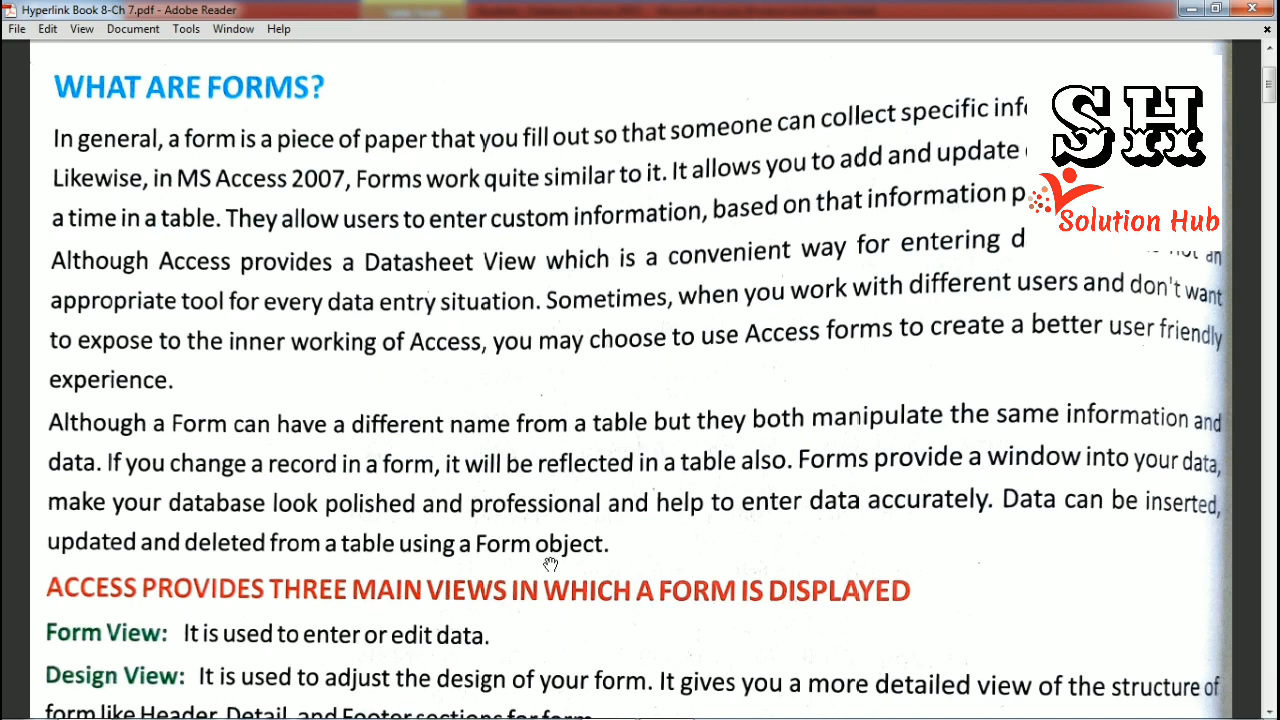 Hyperlink Book 8-Ch 7.pdf - Adobe Reader
File Edit View Document Tools Window Help
WHAT ARE FORMS?
In general, a form is a piece of paper that you fill out so that someone can collect specific
Likewise, in MS Access 2007, Forms work quite similar to it. It allows you to add and update
a time in a table. They allow users to enter custom information, based on that information
Although Access provides a Datasheet View which is a convenient way for entering
not an
appropriate tool for every data entry situation. Sometimes, when you work with different users and don't want
to expose to the inner working of Access, you may choose to use Access forms to create a better user friendly
experience.
Although a Form can have a different name from a table but they both manipulate the same information and
data. If you change a record in a form, it will be reflected in a table also. Forms provide a window into your data,
make your database look polished and professional and help to enter data accurately. Data can be inserted,
updated and deleted from a table using a Form object.
ACCESS PROVIDES THREE MAIN VIEWS IN WHICH A FORM IS DISPLAYED
Form View: It is used to enter or edit data.
Design View: It is used to adjust the design of your form. It gives you a more detailed view of the structure of
form like Header, Detail, and Footer sections for form.
SH
Solution Hub